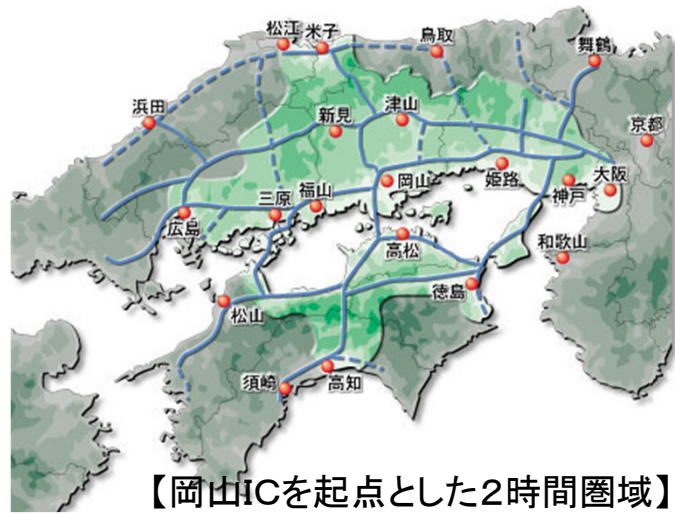 松江
米子
鳥取
舞鶴
浜田
新見
津山
京都
三原
福山
岡山
姫路
神戸
大阪
広島
高松
和歌山
徳島
松山
須崎
高知
【岡山ICを起点とした2時間圏域】